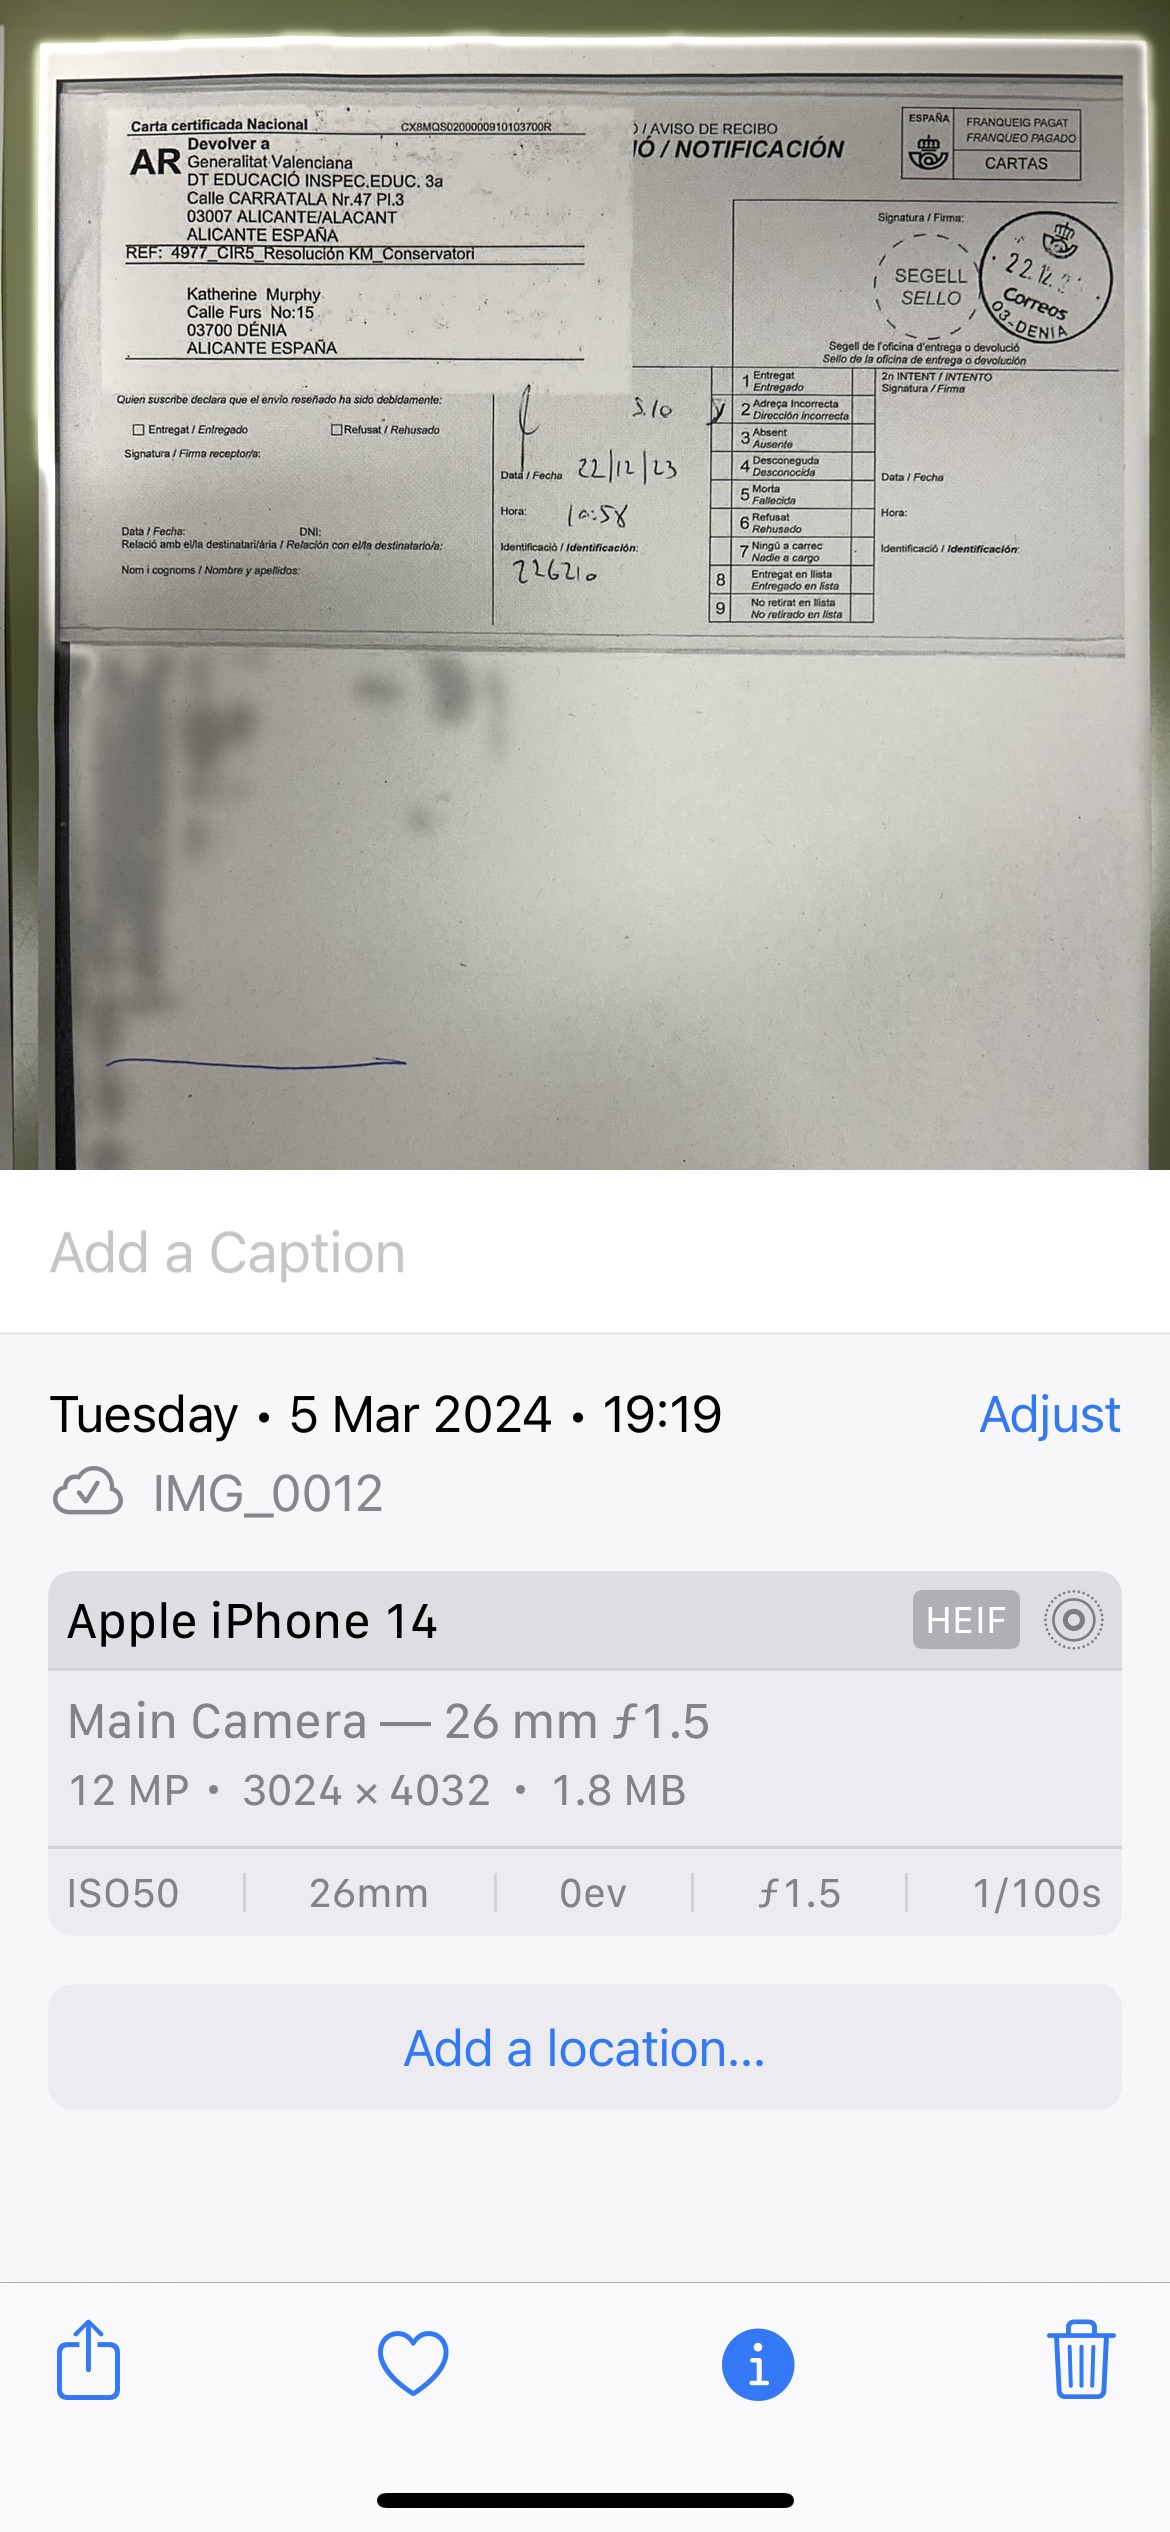 Carta certificada Nacional CX8MQS0200000910103700R
AR
Devolver a
Generalitat Valenciana
DT EDUCACIÓ INSPEC.EDUC. 3a
Calle CARRATALA Nr.47 Pl.3
03007 ALICANTE/ALACANT
ALICANTE ESPAÑA
REF: 4977_CIR5_Resolución KM_Conservatori
Katherine Murphy
Calle Furs No:15
03700 DÉNIA
ALICANTE ESPAÑA
/ AVISO DE RECIBO
IÓ / NOTIFICACIÓN
ESPAÑA
FRANQUEIG PAGAT
FRANQUEO PAGADO
CARTAS
Signatura / Firma:
SEGELL
SELLO
22.12.
Correos
03-DENIA
Segell de l'oficina d'entrega o devolució
Sello de la oficina de entrega o devolución
Quien suscribe declara que el envío reseñado ha sido debidamente:
Entregat / Entregado
Refusat / Rehusado
Signatura / Firma receptor/a:
Data / Fecha:
DNI:
Relació amb el/la destinatari/ària / Relación con el/la destinatario/a:
Nom i cognoms / Nombre y apellidos:
Data / Fecha 22/12/23
Hora: 10:58
Identificació / Identificación:
226210
1 Entregat
Entregado
2 Adreça Incorrecta
Dirección incorrecta
3 Absent
Ausente
4 Desconeguda
Desconocida
5 Morta
Fallecida
6 Refusat
Rehusado
7 Ningú a carrec
Nadie a cargo
8 Entregat en llista
Entregado en lista
9 No retirat en llista
No retirado en lista
2n INTENT / INTENTO
Signatura / Firma
Data / Fecha
Hora:
Identificació / Identificación:
Add a Caption
Tuesday • 5 Mar 2024 • 19:19
Adjust
IMG_0012
Apple iPhone 14
HEIF
Main Camera — 26 mm ƒ1.5
12 MP • 3024 × 4032 • 1.8 MB
ISO50
26mm
0ev
ƒ1.5
1/100s
Add a location...